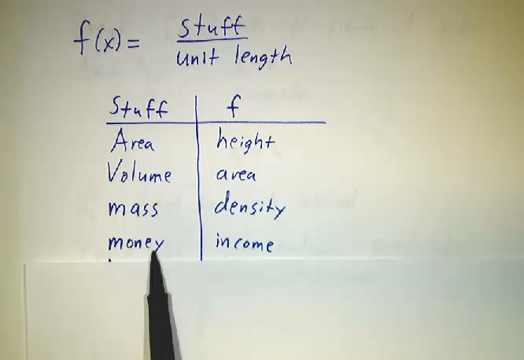 f(x) = stuff / unit length
Stuff f
Area height
Volume area
mass density
money income